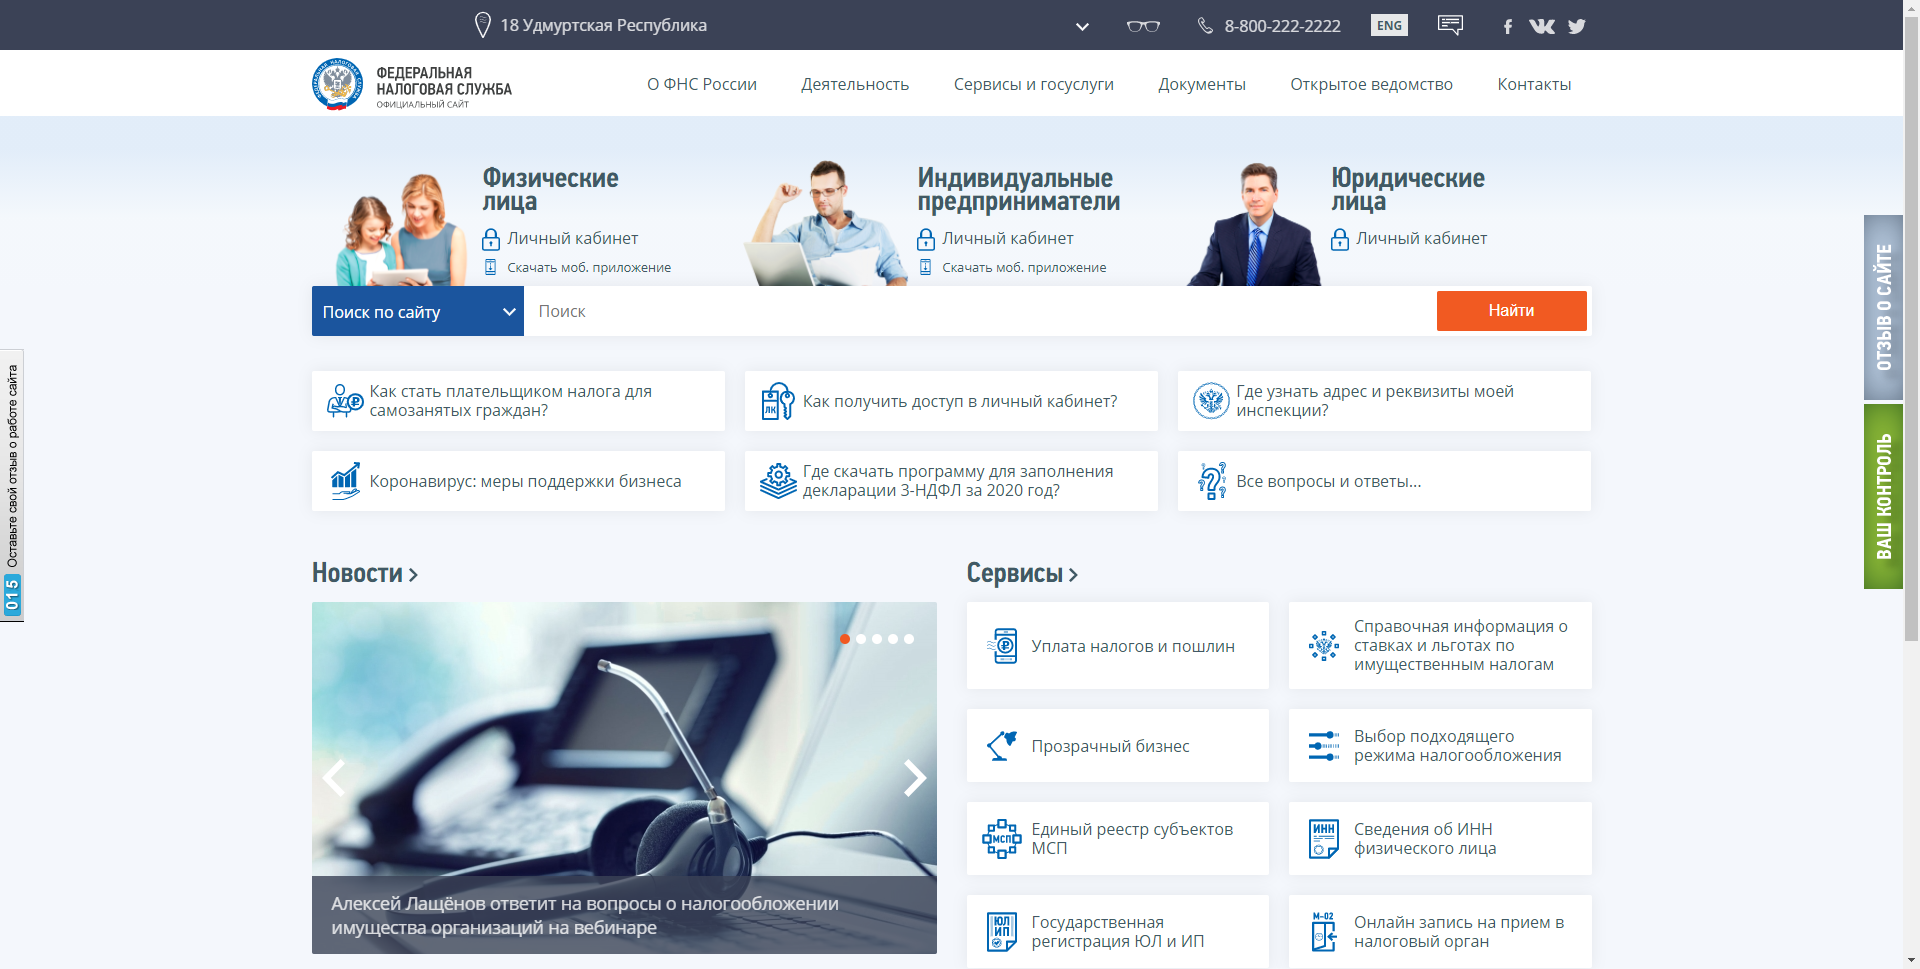 18 Удмуртская Республика
8-800-222-2222
ENG
ФЕДЕРАЛЬНАЯ
НАЛОГОВАЯ СЛУЖБА
ОФИЦИАЛЬНЫЙ САЙТ
О ФНС России
Деятельность
Сервисы и госуслуги
Документы
Открытое ведомство
Контакты
Физические
лица
Личный кабинет
Скачать моб. приложение
Индивидуальные
предприниматели
Личный кабинет
Скачать моб. приложение
Юридические
лица
Личный кабинет
Поиск по сайту
Поиск
Найти
Как стать плательщиком налога для
самозанятых граждан?
ЛК
Как получить доступ в личный кабинет?
Где узнать адрес и реквизиты моей
инспекции?
Коронавирус: меры поддержки бизнеса
Где скачать программу для заполнения
декларации 3-НДФЛ за 2020 год?
Все вопросы и ответы...
Новости
Алексей Лащёнов ответит на вопросы о налогообложении
имущества организаций на вебинаре
Сервисы
Уплата налогов и пошлин
Справочная информация о
ставках и льготах по
имущественным налогам
Прозрачный бизнес
Выбор подходящего
режима налогообложения
МСП
Единый реестр субъектов
МСП
ИНН
Сведения об ИНН
физического лица
ЮЛ
ИП
Государственная
регистрация ЮЛ и ИП
М-02
Онлайн запись на прием в
налоговый орган
Оставьте свой отзыв о работе сайта
015
ОТЗЫВ О САЙТЕ
ВАШ КОНТРОЛЬ